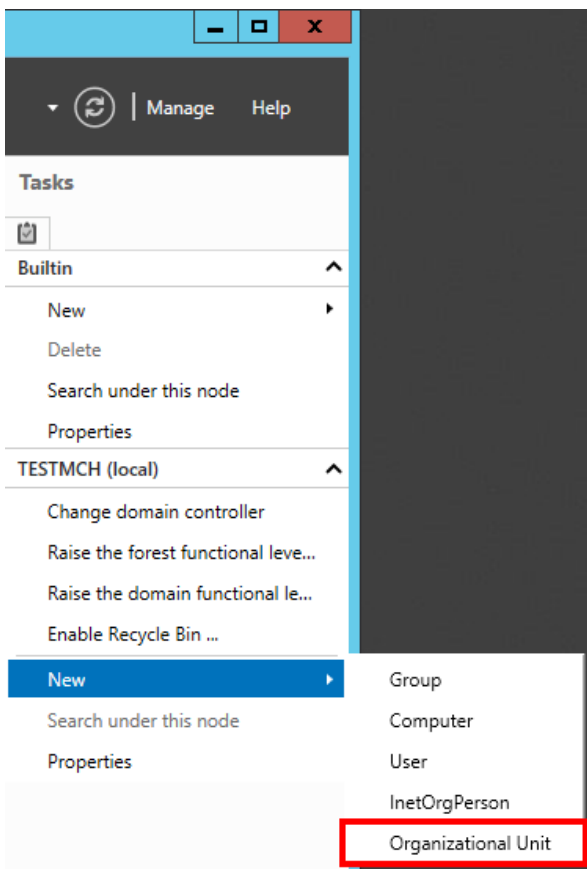 Manage Help
Tasks
Builtin
New
Delete
Search under this node
Properties
TESTMCH (local)
Change domain controller
Raise the forest functional leve...
Raise the domain functional le...
Enable Recycle Bin ...
New
Group
Search under this node
Computer
Properties
User
InetOrgPerson
Organizational Unit